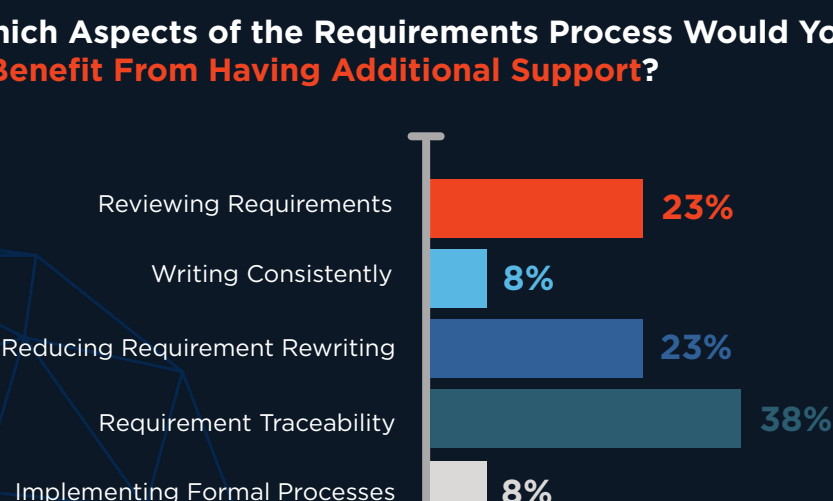 hich Aspects of the Requirements Process Would Yo
Benefit From Having Additional Support?
Reviewing Requirements 23%
Writing Consistently 8%
Reducing Requirement Rewriting 23%
Requirement Traceability 38%
Implementing Formal Processes 8%